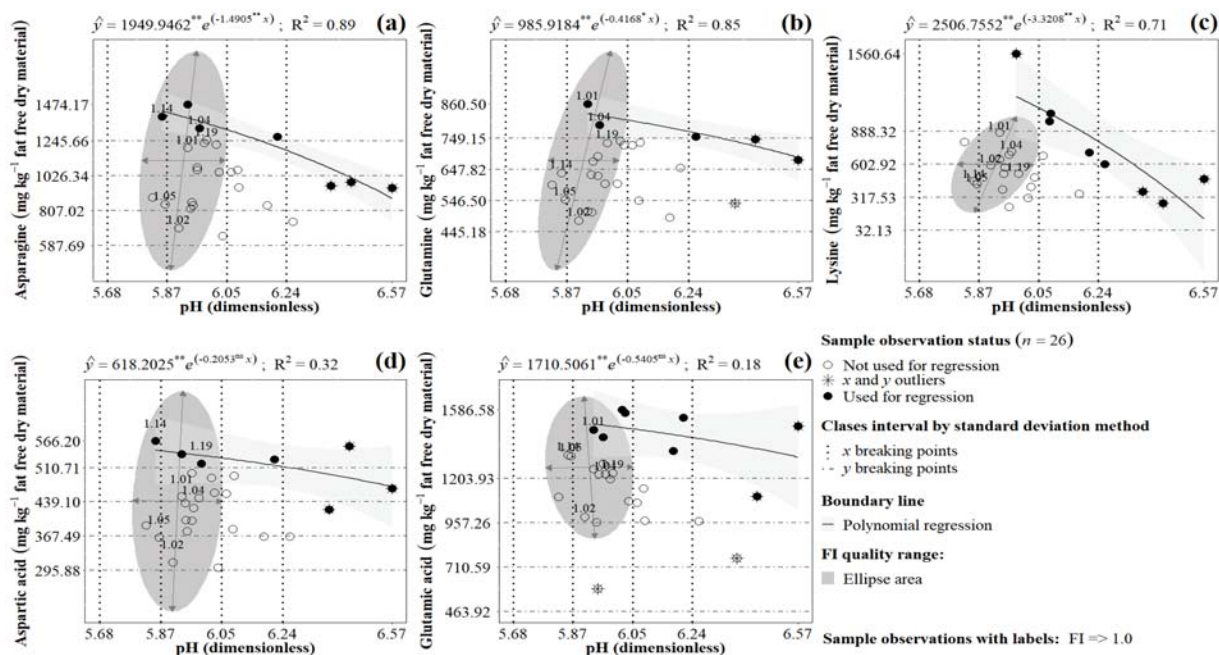 ŷ = 1949.9462** e^(-1.4905** x) ; R² = 0.89 (a)
Asparagine (mg kg⁻¹ fat free dry material)
1474.17
1245.66
1026.34
807.02
587.69
1.14
1.04
1.19
1.01
1.05
1.02
5.68 5.87 6.05 6.24 6.57
pH (dimensionless)
ŷ = 985.9184** e^(-0.4168* x) ; R² = 0.85 (b)
Glutamine (mg kg⁻¹ fat free dry material)
860.50
749.15
647.82
546.50
445.18
1.01
1.04
1.19
1.14
1.05
1.02
5.68 5.87 6.05 6.24 6.57
pH (dimensionless)
ŷ = 2506.7552** e^(-3.3208** x) ; R² = 0.71 (c)
Lysine (mg kg⁻¹ fat free dry material)
1560.64
888.32
602.92
317.53
32.13
1.01
1.04
1.02
1.19
1.14
1.05
5.68 5.87 6.05 6.24 6.57
pH (dimensionless)
ŷ = 618.2025** e^(-0.2053ns x) ; R² = 0.32 (d)
Aspartic acid (mg kg⁻¹ fat free dry material)
566.20
510.71
439.10
367.49
295.88
1.14
1.19
1.01
1.04
1.05
1.02
5.68 5.87 6.05 6.24 6.57
pH (dimensionless)
ŷ = 1710.5061** e^(-0.5405ns x) ; R² = 0.18 (e)
Glutamic acid (mg kg⁻¹ fat free dry material)
1586.58
1203.93
957.26
710.59
463.92
1.01
1.14
1.04
1.19
1.02
5.68 5.87 6.05 6.24 6.57
pH (dimensionless)
Sample observation status (n = 26)
Not used for regression
x and y outliers
Used for regression
Clases interval by standard deviation method
x breaking points
y breaking points
Boundary line
Polynomial regression
FI quality range:
Ellipse area
Sample observations with labels: FI => 1.0